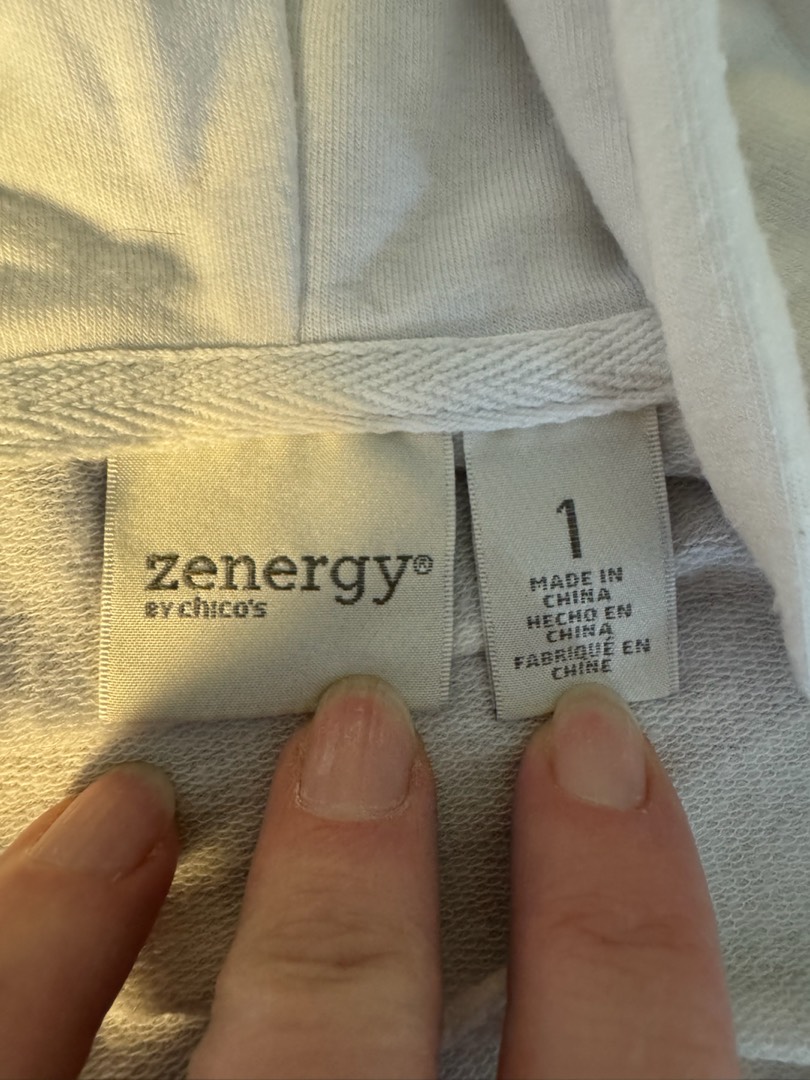 zenergy®
BY chico's
1
MADE IN
CHINA
HECHO EN
CHINA
FABRIQUÉ EN
CHINE